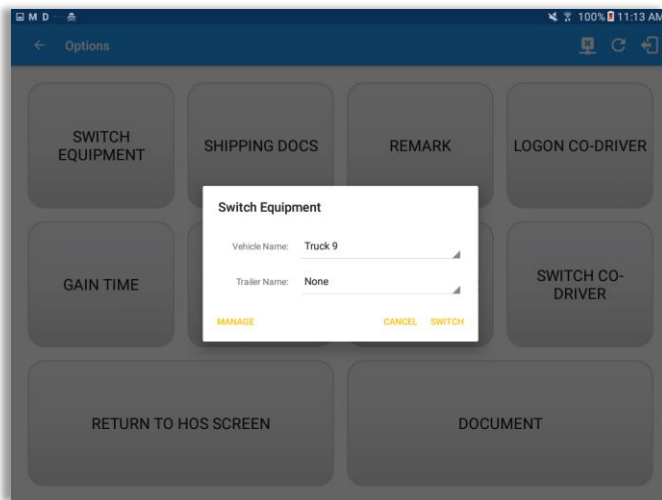 M D 100% 11:13 AM
Options
SWITCH
EQUIPMENT
SHIPPING DOCS
REMARK
LOGON CO-DRIVER
Switch Equipment
Vehicle Name: Truck 9
Trailer Name: None
MANAGE CANCEL SWITCH
GAIN TIME
SWITCH CO-
DRIVER
RETURN TO HOS SCREEN
DOCUMENT